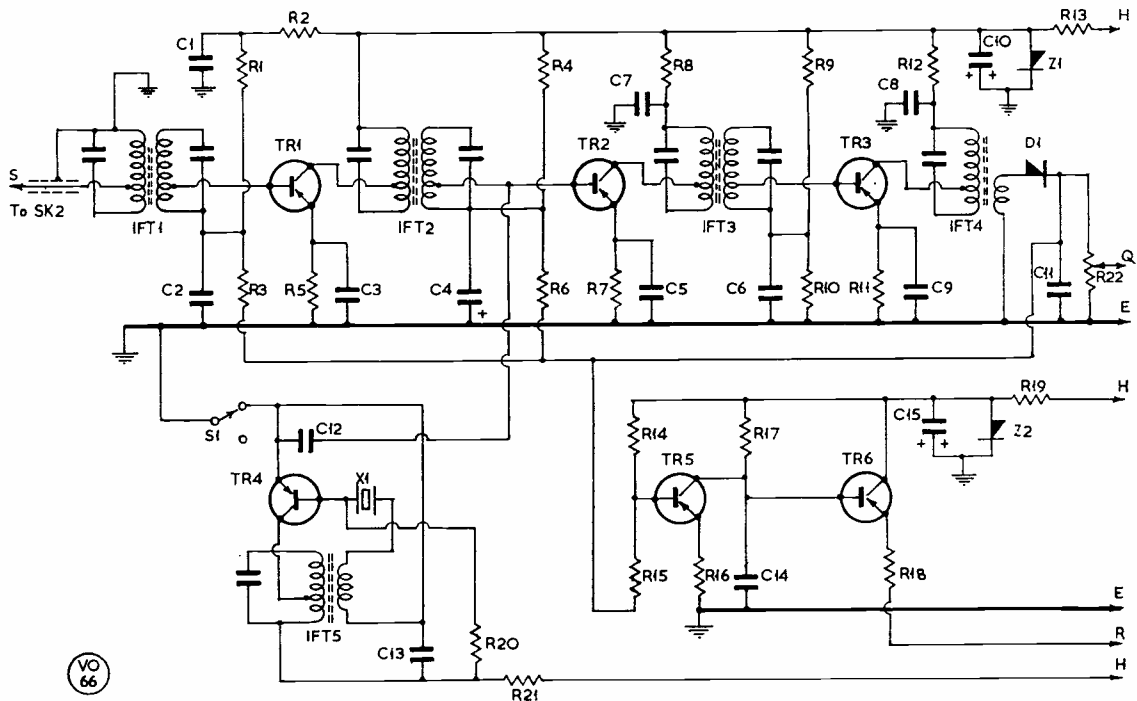 R2
R13
H
C1
R1
R4
R8
R9
R12
C10
Z1
C7
C8
S
To SK2
IFT1
TR1
IFT2
TR2
IFT3
TR3
IFT4
D1
Q
R22
C2
R3
R5
C3
C4
+
R6
R7
C5
C6
R10
R11
C9
C11
E
S1
C12
TR4
X1
R14
R17
TR5
TR6
C15
+ +
Z2
R19
H
R15
R16
C14
R18
E
R
IFT5
C13
R20
R21
H
VO
66
+ +